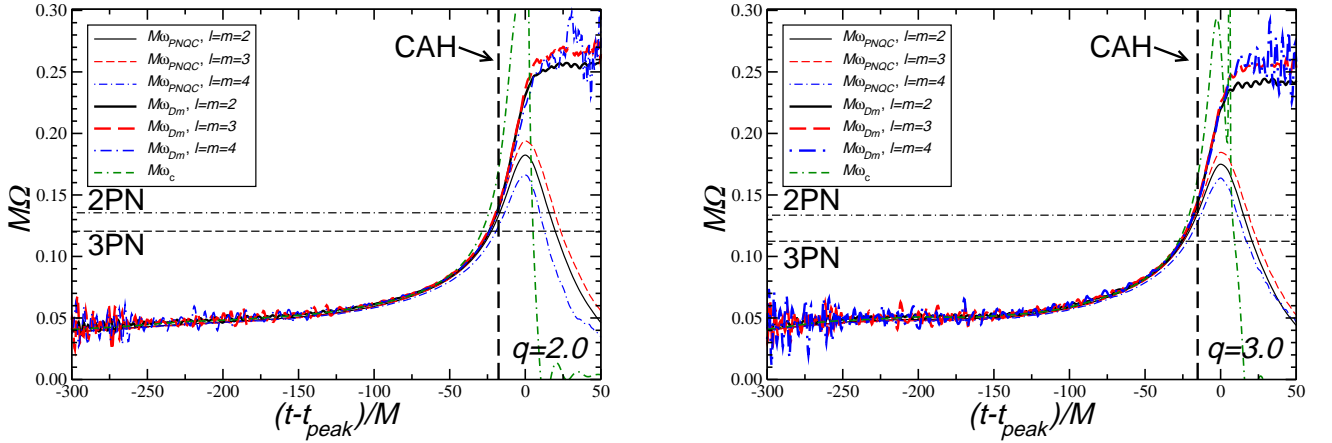 0.30
0.25
0.20
0.15
0.10
0.05
0.00
MΩ
Mω_PNQC, l=m=2
Mω_PNQC, l=m=3
Mω_PNQC, l=m=4
Mω_Dm, l=m=2
Mω_Dm, l=m=3
Mω_Dm, l=m=4
Mω_c
CAH
2PN
3PN
q=2.0
-300 -250 -200 -150 -100 -50 0 50
(t-t_peak)/M
0.30
0.25
0.20
0.15
0.10
0.05
0.00
MΩ
Mω_PNQC, l=m=2
Mω_PNQC, l=m=3
Mω_PNQC, l=m=4
Mω_Dm, l=m=2
Mω_Dm, l=m=3
Mω_Dm, l=m=4
Mω_c
CAH
2PN
3PN
q=3.0
-300 -250 -200 -150 -100 -50 0 50
(t-t_peak)/M